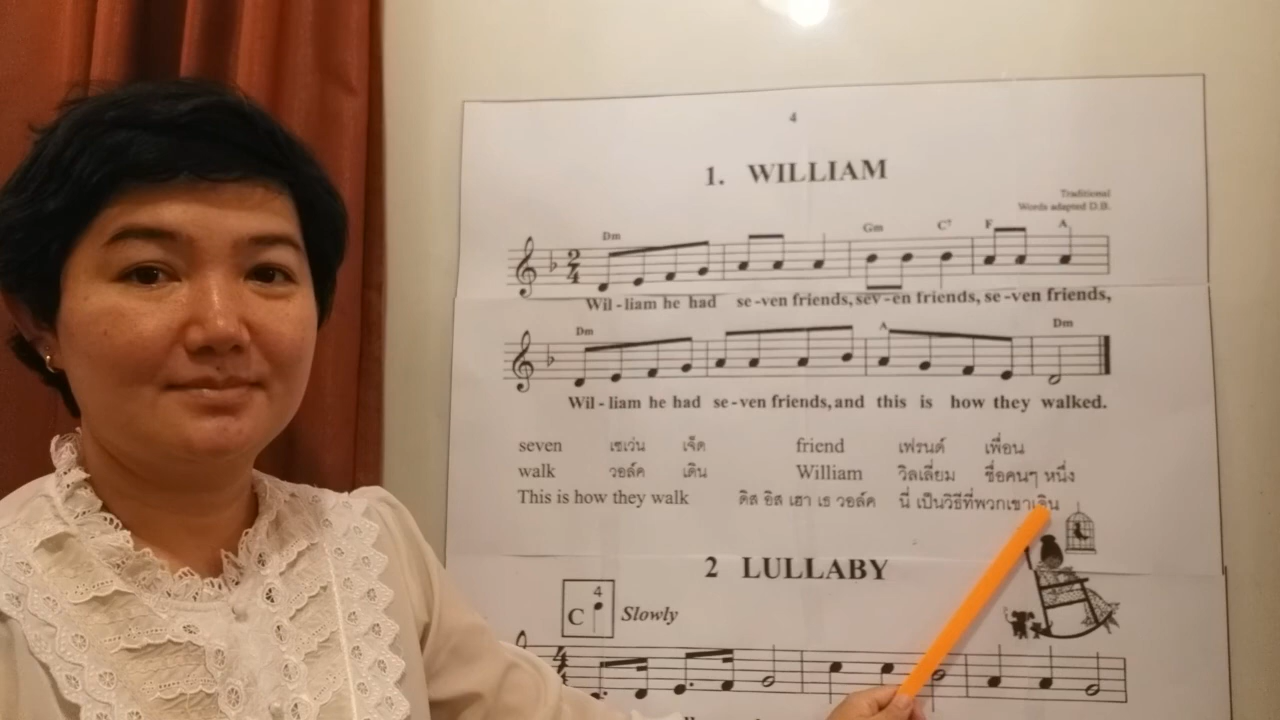 4
1. WILLIAM
Traditional
Words adapted D.B.
Dm Gm C7 F A
2
4
Wil-liam he had se-ven friends, sev-en friends, se-ven friends,
Dm A Dm
Wil-liam he had se-ven friends, and this is how they walked.
seven เซเว่น เจ็ด friend เฟรนด์ เพื่อน
walk วอล์ค เดิน William วิลเลี่ยม ชื่อคนๆ หนึ่ง
This is how they walk ดิส อิส เฮา เธ วอล์ค นี่ เป็นวิธีที่พวกเขาเดิน
2 LULLABY
4
C Slowly
4
4